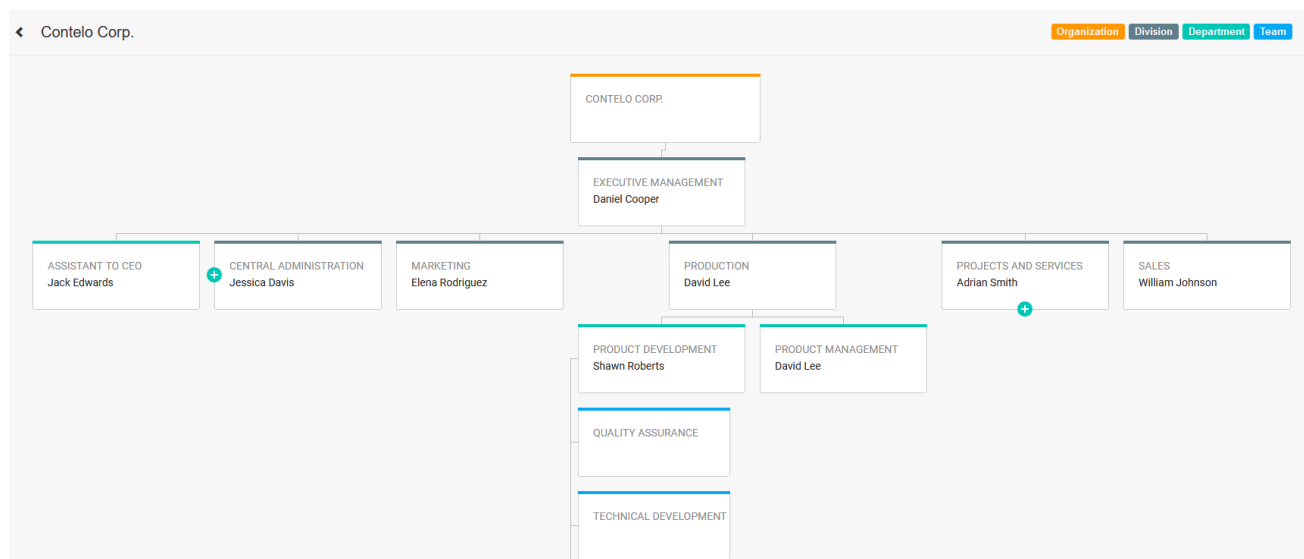 Contelo Corp.
Organization Division Department Team
CONTELO CORP.
EXECUTIVE MANAGEMENT
Daniel Cooper
ASSISTANT TO CEO
Jack Edwards
CENTRAL ADMINISTRATION
Jessica Davis
MARKETING
Elena Rodriguez
PRODUCTION
David Lee
PROJECTS AND SERVICES
Adrian Smith
SALES
William Johnson
PRODUCT DEVELOPMENT
Shawn Roberts
PRODUCT MANAGEMENT
David Lee
QUALITY ASSURANCE
TECHNICAL DEVELOPMENT